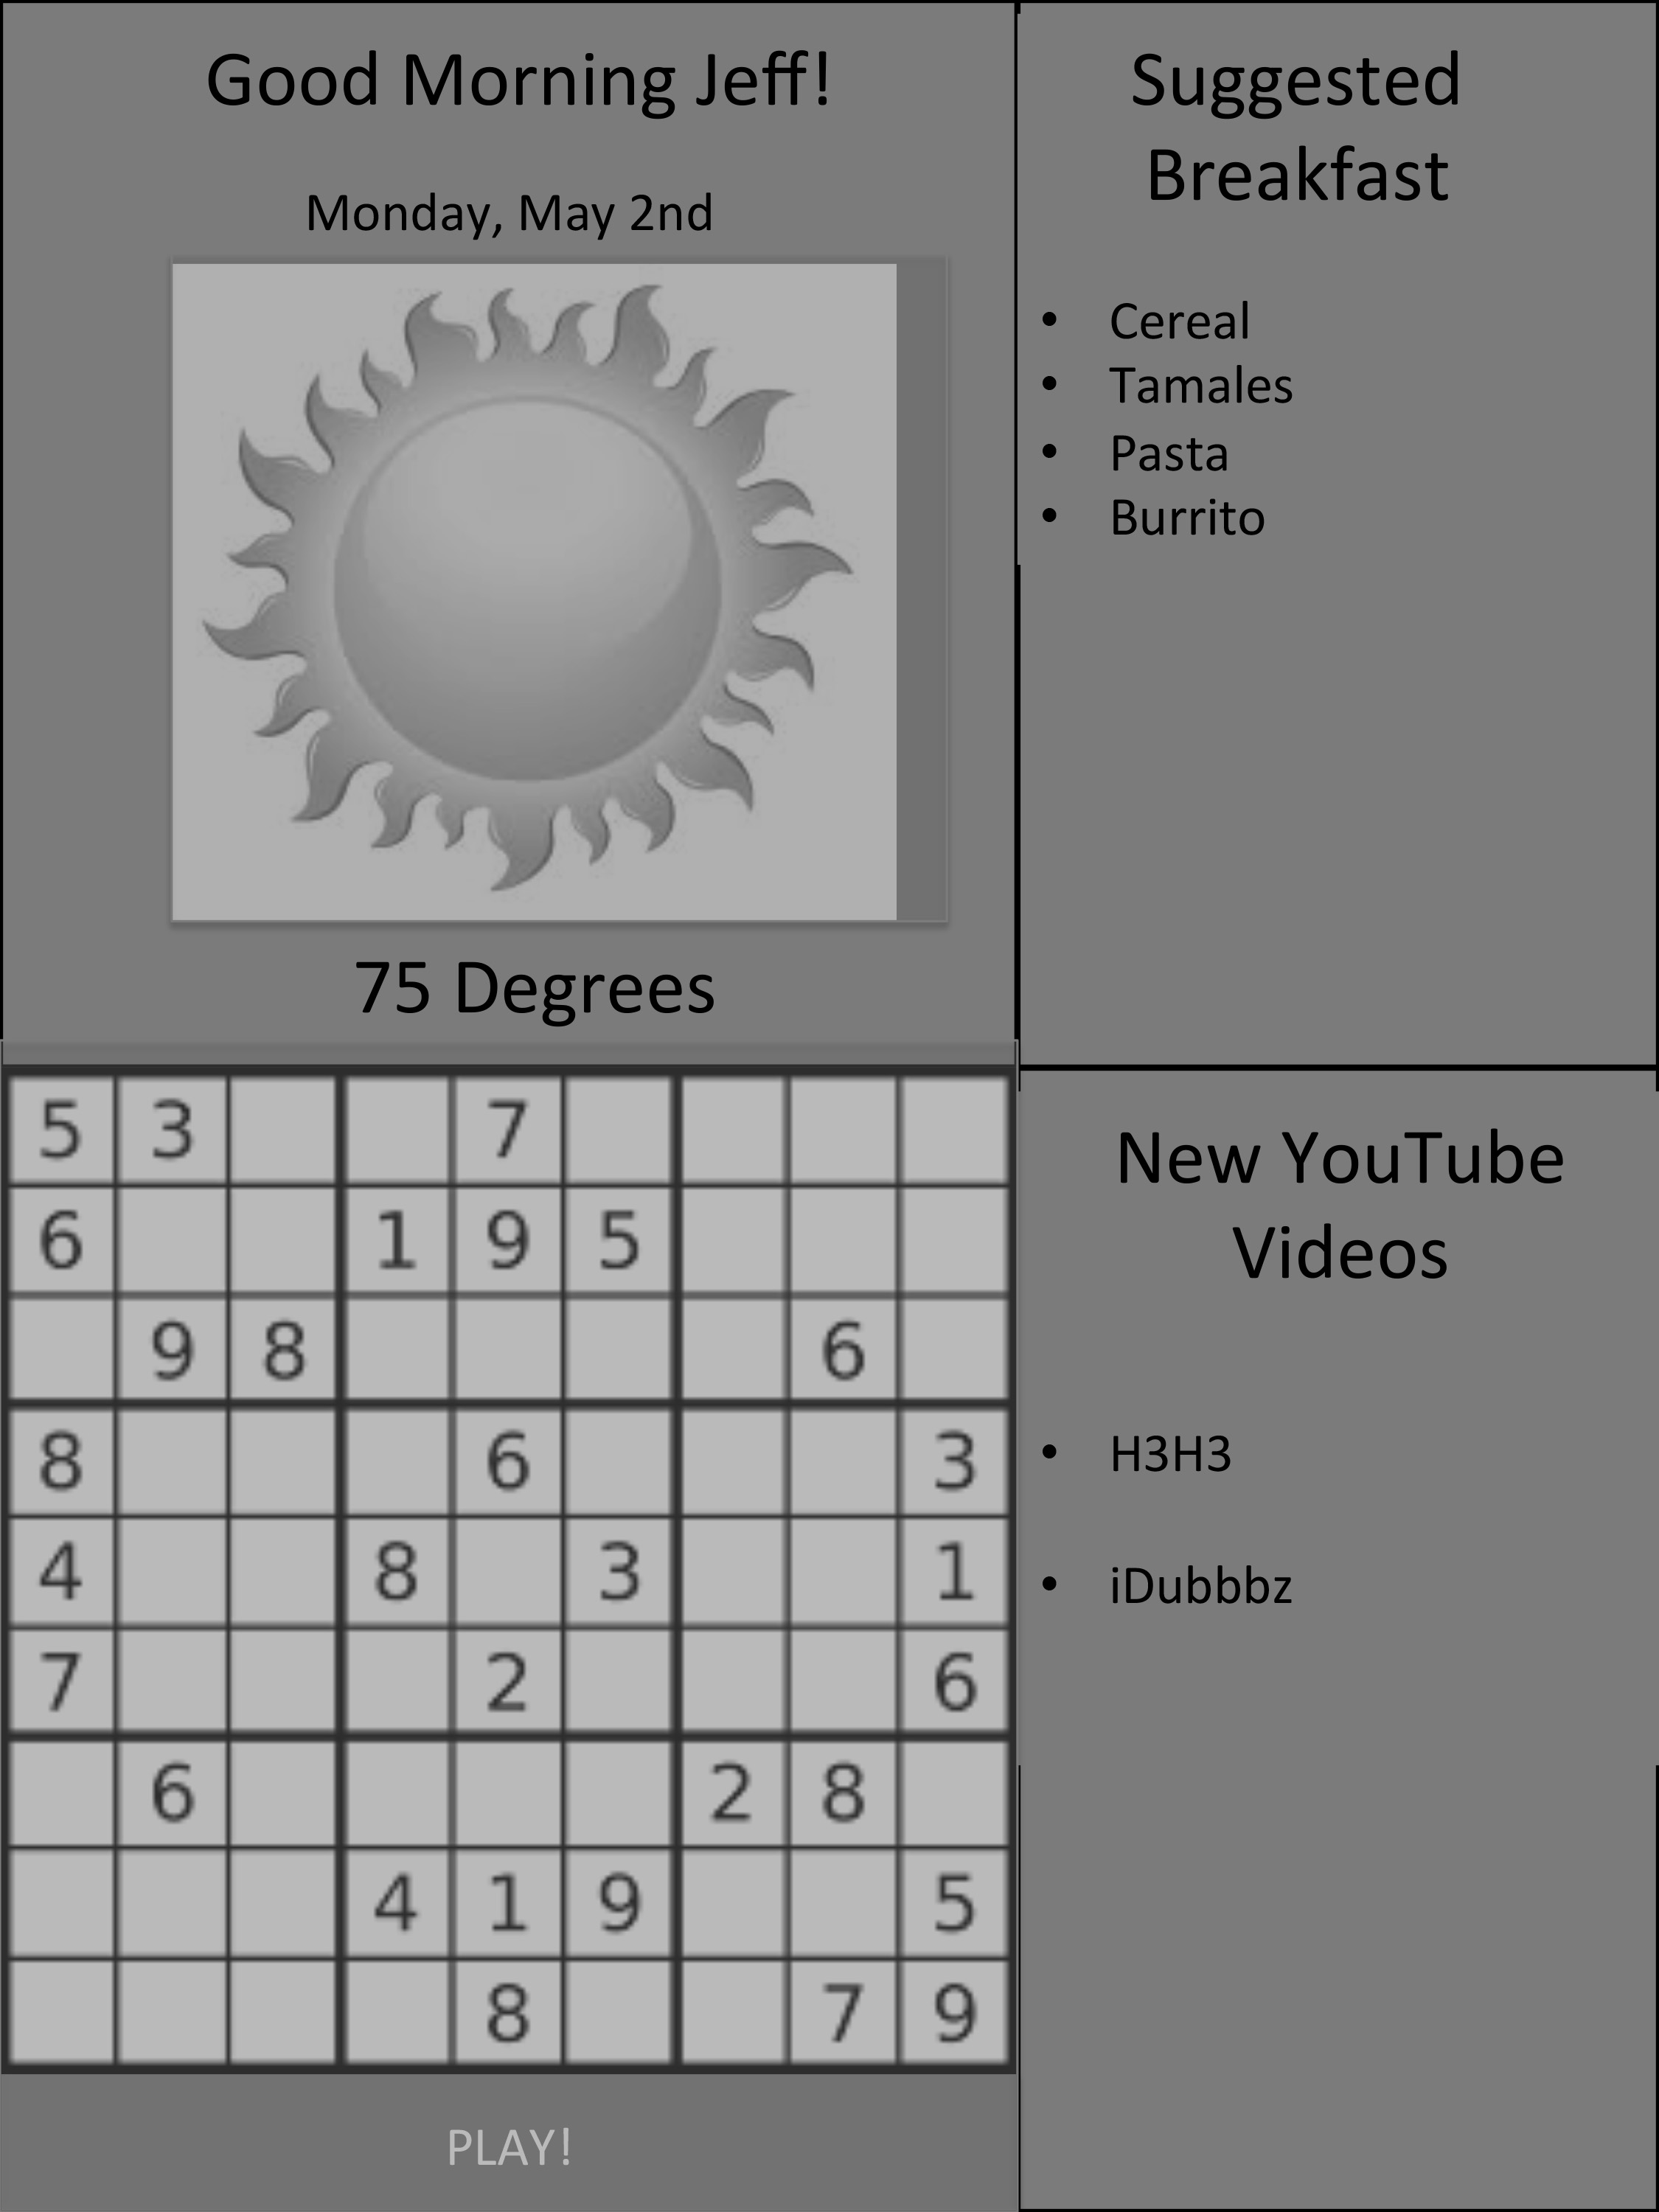 Good Morning Jeff!
Monday, May 2nd
75 Degrees
Suggested
Breakfast
• Cereal
• Tamales
• Pasta
• Burrito
5 3 7
6 1 9 5
9 8 6
8 6 3
4 8 3 1
7 2 6
6 2 8
4 1 9 5
8 7 9
PLAY!
New YouTube
Videos
• H3H3
• iDubbbz